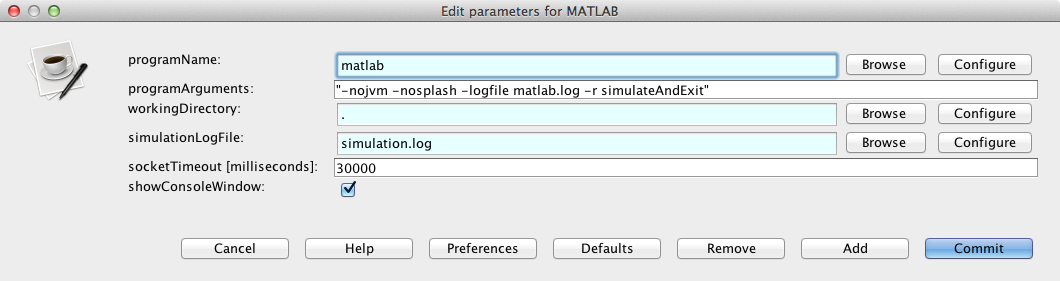 Edit parameters for MATLAB
programName: matlab Browse Configure
programArguments: "-nojvm -nosplash -logfile matlab.log -r simulateAndExit"
workingDirectory: . Browse Configure
simulationLogFile: simulation.log Browse Configure
socketTimeout [milliseconds]: 30000
showConsoleWindow:
Cancel Help Preferences Defaults Remove Add Commit